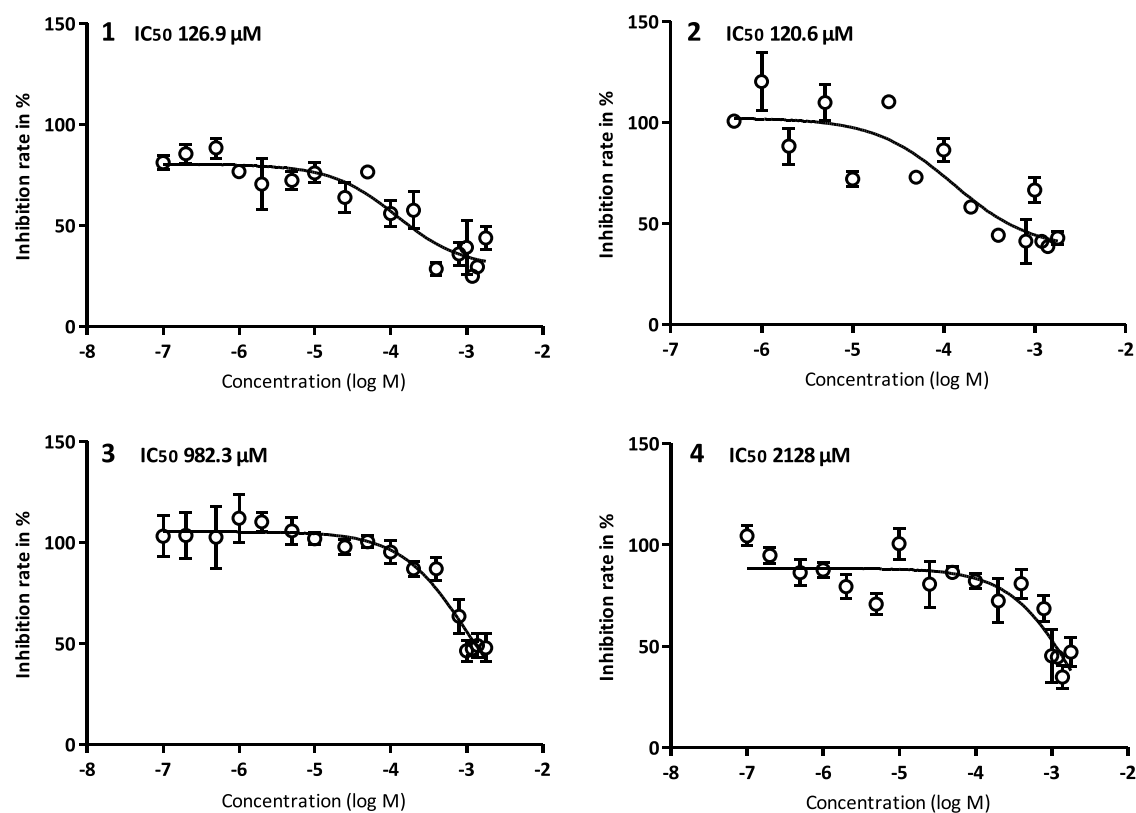 1 IC50 126.9 µM
150
100
50
0
Inhibition rate in %
-8 -7 -6 -5 -4 -3 -2
Concentration (log M)
2 IC50 120.6 µM
150
100
50
0
Inhibition rate in %
-7 -6 -5 -4 -3 -2
Concentration (log M)
3 IC50 982.3 µM
150
100
50
0
Inhibition rate in %
-8 -7 -6 -5 -4 -3 -2
Concentration (log M)
4 IC50 2128 µM
150
100
50
0
Inhibition rate in %
-8 -7 -6 -5 -4 -3 -2
Concentration (log M)